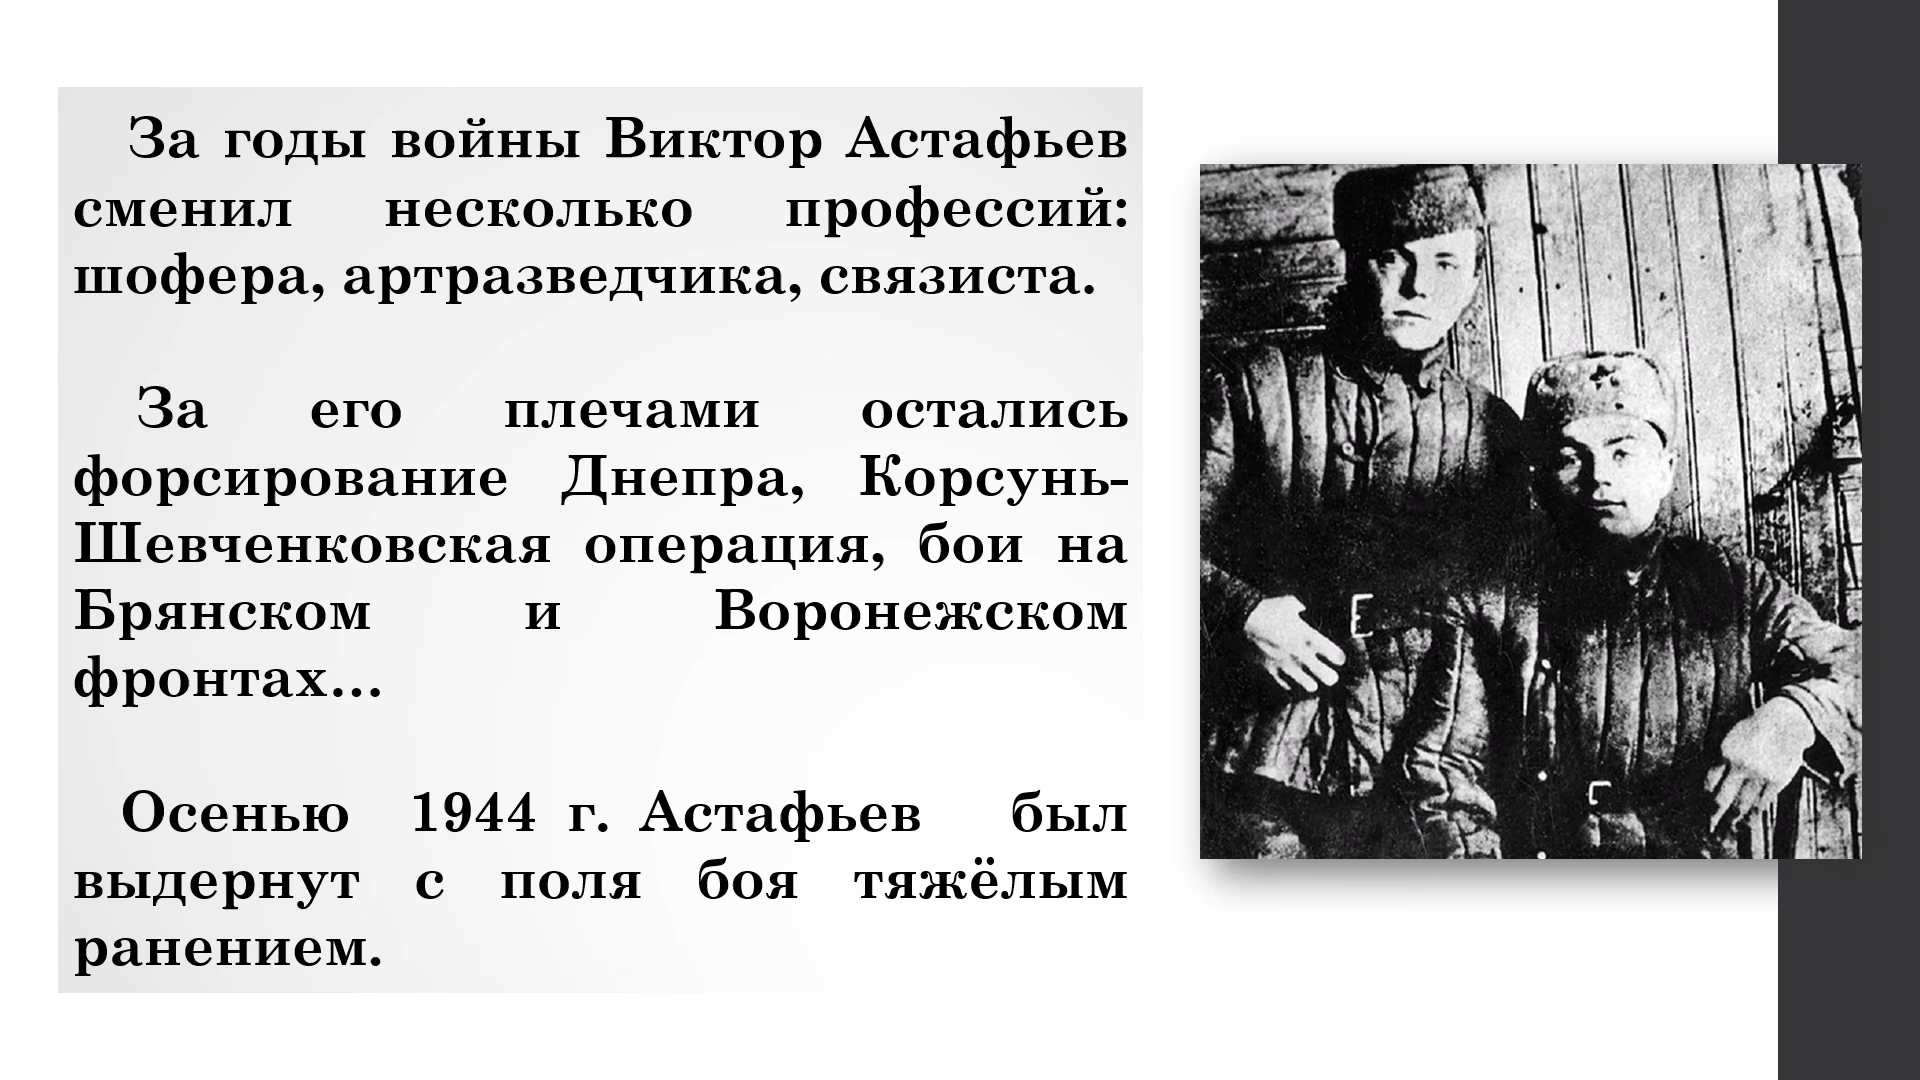 За годы войны Виктор Астафьев
сменил несколько профессий:
шофера, артразведчика, связиста.
За его плечами остались
форсирование Днепра, Корсунь-
Шевченковская операция, бои на
Брянском и Воронежском
фронтах…
Осенью 1944 г. Астафьев был
выдернут с поля боя тяжёлым
ранением.